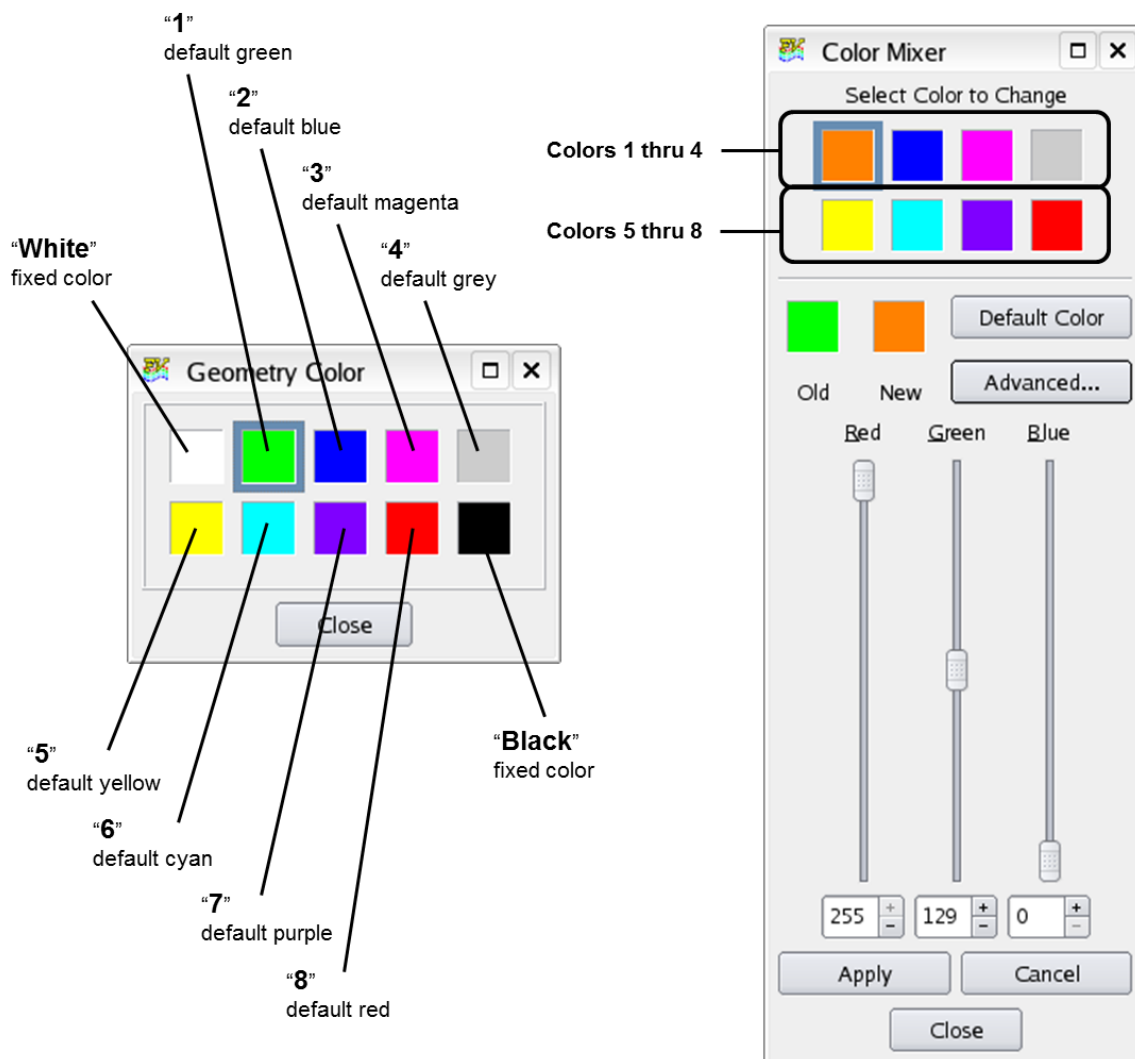 “1”
default green
“2”
default blue
“3”
default magenta
“4”
default grey
“White”
fixed color
Geometry Color
Close
“5”
default yellow
“6”
default cyan
“7”
default purple
“8”
default red
“Black”
fixed color
Colors 1 thru 4
Colors 5 thru 8
Color Mixer
Select Color to Change
Default Color
Old New Advanced...
Red Green Blue
255 129 0
Apply Cancel
Close